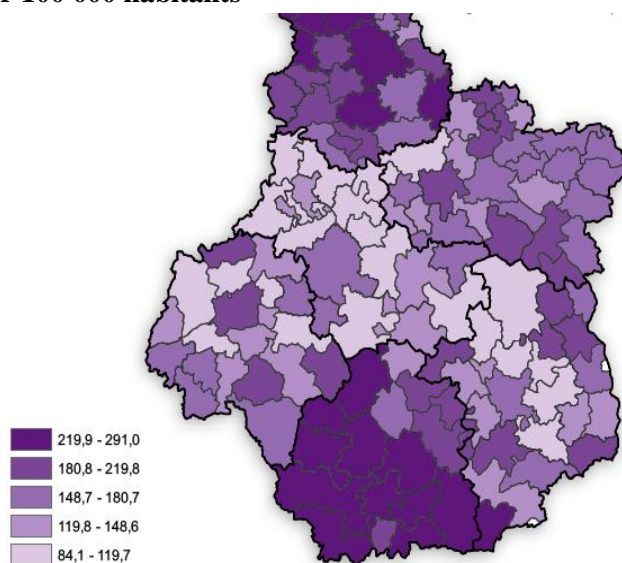 100 000 habitants
219,9 - 291,0
180,8 - 219,8
148,7 - 180,7
119,8 - 148,6
84,1 - 119,7